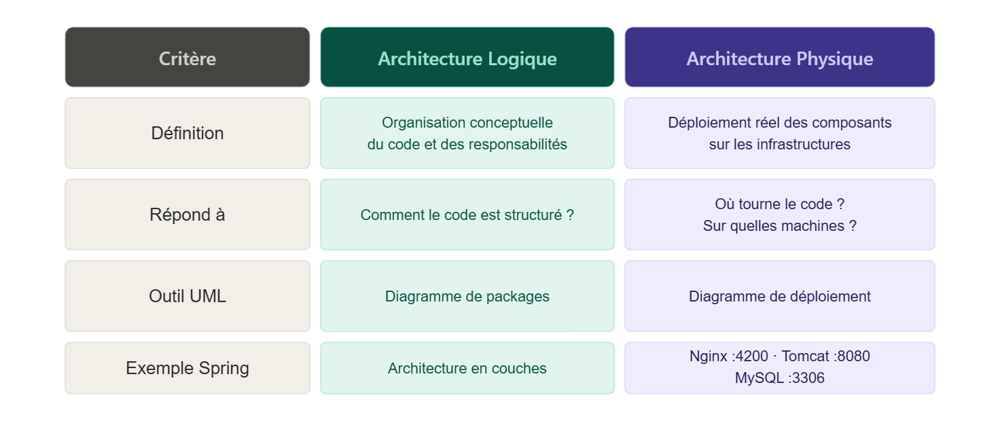 Critère
Architecture Logique
Architecture Physique
Définition
Organisation conceptuelle
du code et des responsabilités
Déploiement réel des composants
sur les infrastructures
Répond à
Comment le code est structuré ?
Où tourne le code ?
Sur quelles machines ?
Outil UML
Diagramme de packages
Diagramme de déploiement
Exemple Spring
Architecture en couches
Nginx :4200 · Tomcat :8080
MySQL :3306